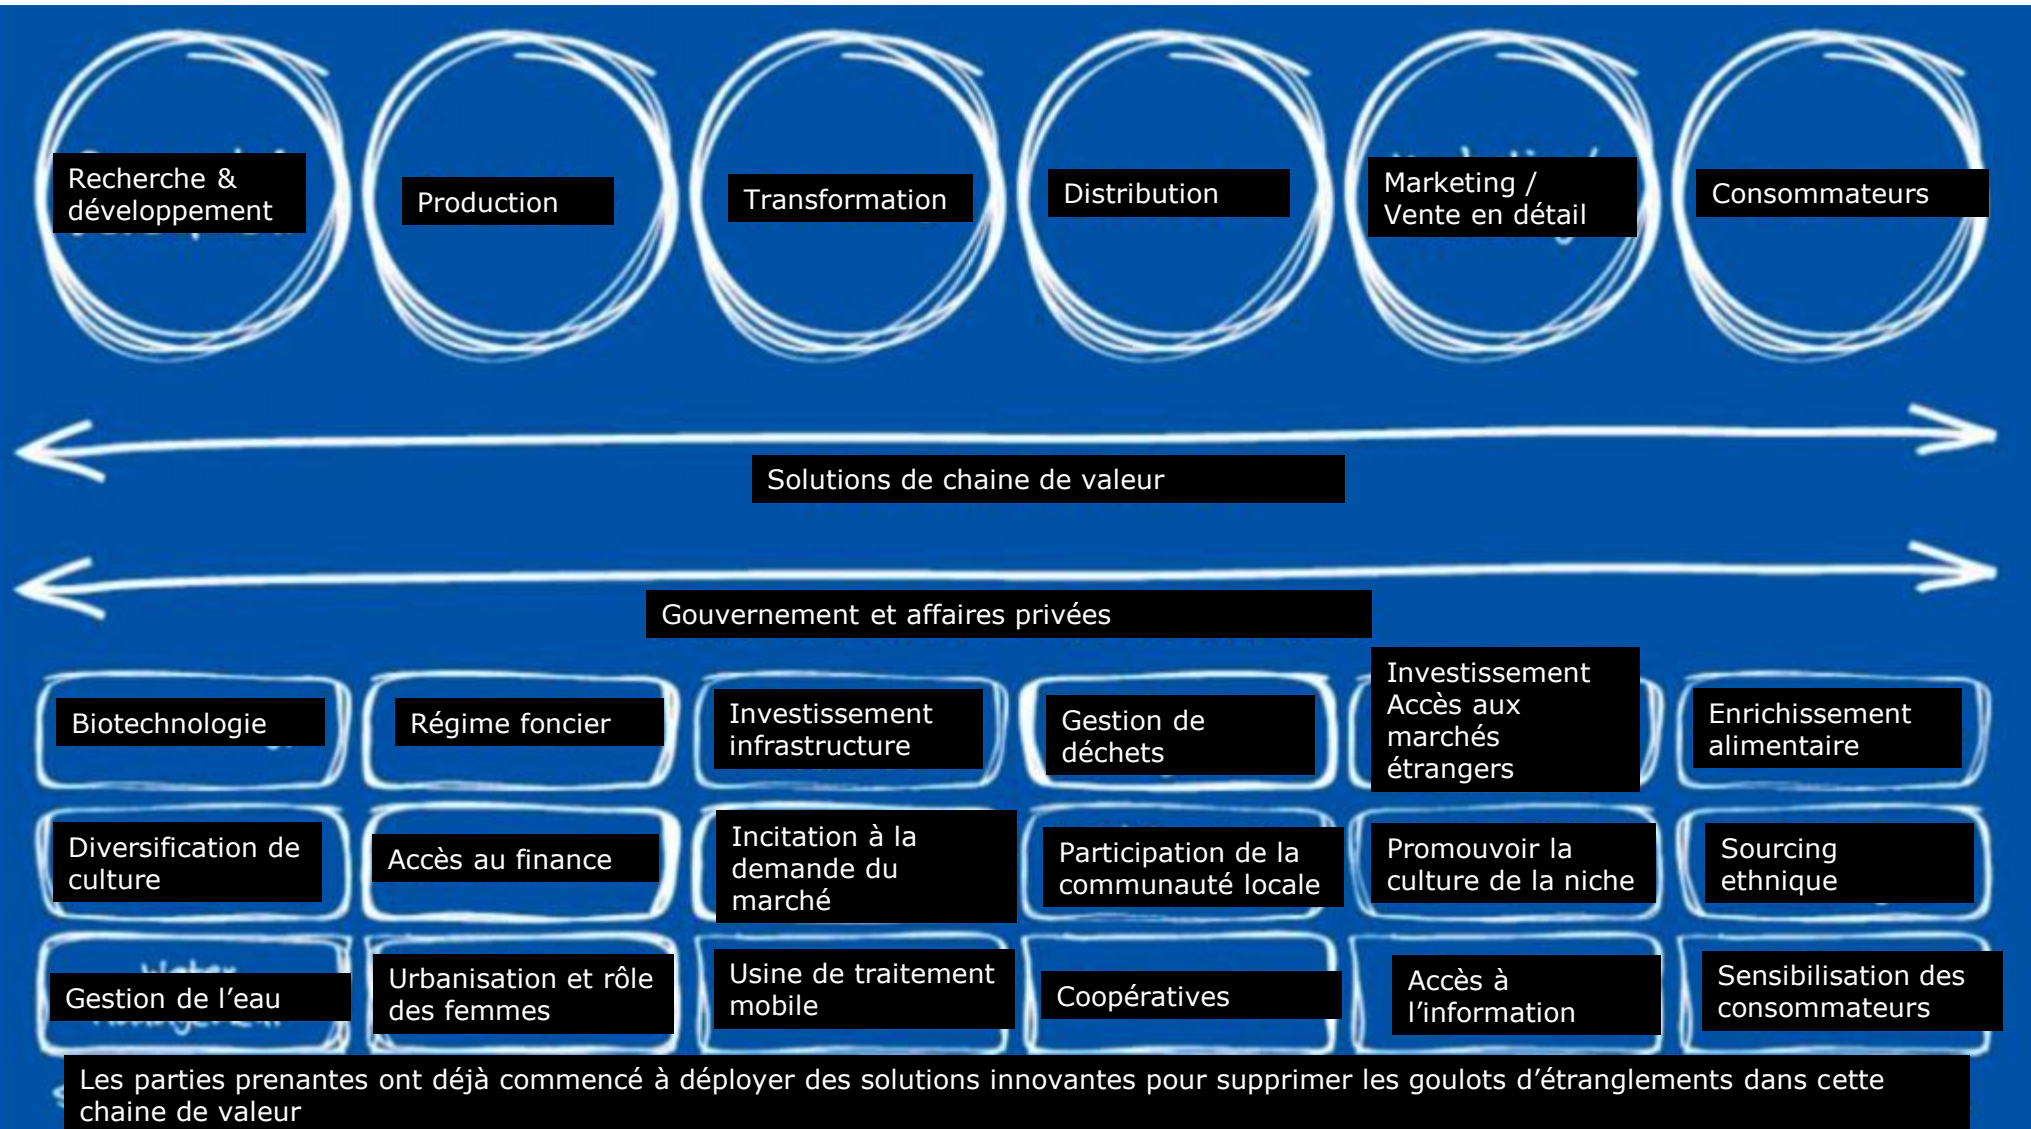 Recherche &
développement
Production
Transformation
Distribution
Marketing /
Vente en détail
Consommateurs
Solutions de chaine de valeur
Gouvernement et affaires privées
Biotechnologie
Régime foncier
Investissement
infrastructure
Gestion de
déchets
Investissement
Accès aux
marchés
étrangers
Enrichissement
alimentaire
Diversification de
culture
Accès au finance
Incitation à la
demande du
marché
Participation de la
communauté locale
Promouvoir la
culture de la niche
Sourcing
ethnique
Gestion de l'eau
Urbanisation et rôle
des femmes
Usine de traitement
mobile
Coopératives
Accès à
l'information
Sensibilisation des
consommateurs
Les parties prenantes ont déjà commencé à déployer des solutions innovantes pour supprimer les goulots d'étranglements dans cette
chaine de valeur